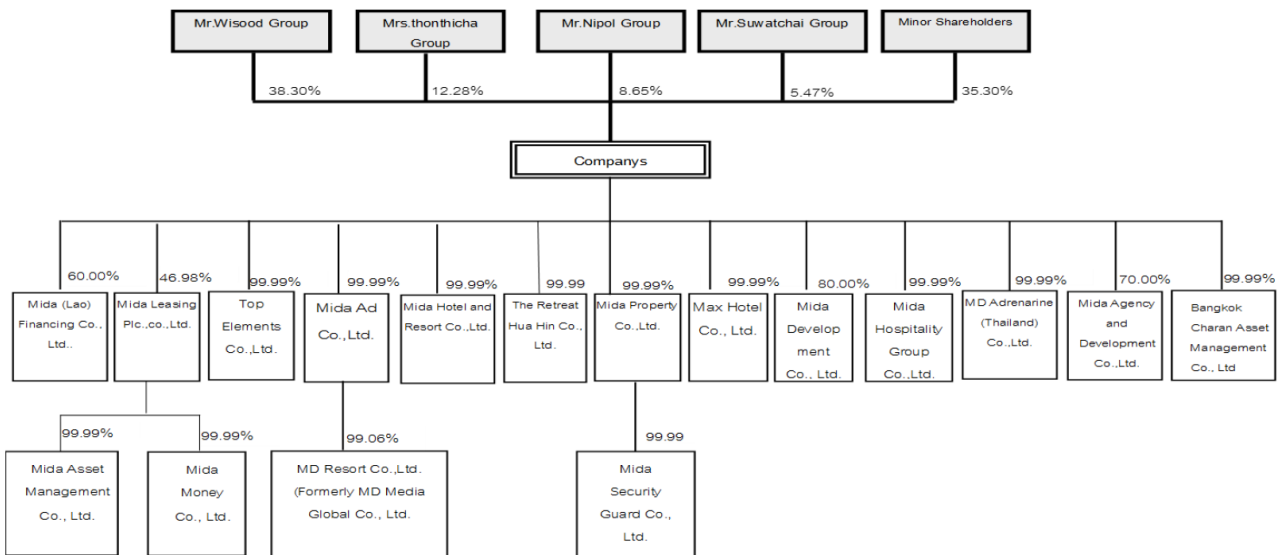 Mr.Wisood Group
Mrs.thonthicha
Group
Mr.Nipol Group
Mr.Suwatchai Group
Minor Shareholders
38.30%
12.28%
8.65%
5.47%
35.30%
Companys
60.00%
46.98%
99.99%
99.99%
99.99%
99.99
99.99%
99.99%
80.00%
99.99%
99.99%
70.00%
99.99%
Mida (Lao)
Financing Co.,
Ltd..
Mida Leasing
Plc.,co.,Ltd.
Top
Elements
Co.,Ltd.
Mida Ad
Co.,Ltd.
Mida Hotel and
Resort Co.,Ltd.
The Retreat
Hua Hin Co.,
Ltd.
Mida Property
Co.,Ltd.
Max Hotel
Co., Ltd.
Mida
Develop
ment
Co., Ltd.
Mida
Hospitality
Group
Co.,Ltd.
MD Adrenarine
(Thailand)
Co.,Ltd.
Mida Agency
and
Development
Co.,Ltd.
Bangkok
Charan Asset
Management
Co., Ltd
99.99%
99.99%
99.06%
99.99
Mida Asset
Management
Co., Ltd.
Mida
Money
Co., Ltd.
MD Resort Co.,Ltd.
(Formerly MD Media
Global Co., Ltd.
Mida
Security
Guard Co.,
Ltd.